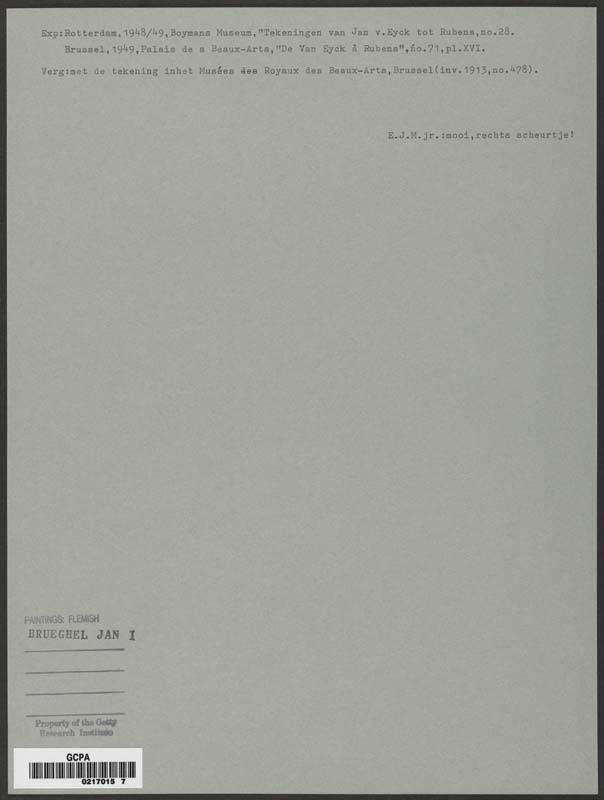 Exp:Rotterdam,1948/49,Boymans Museum,"Tekeningen van Jan v.Eyck tot Rubens,no.28.
Brussel,1949,Palais de s Beaux-Arts,"De Van Eyck à Rubens",no.71,pl.XVI.
Verg:met de tekening inhet Musées des Royaux des Beaux-Arts,Brussel(inv.1913,no.478).
E.J.M.jr.:mooi,rechts scheurtje!
PAINTINGS: FLEMISH
BRUEGHEL JAN I
Property of the Getty
Research Institute
GCPA
0217015 7